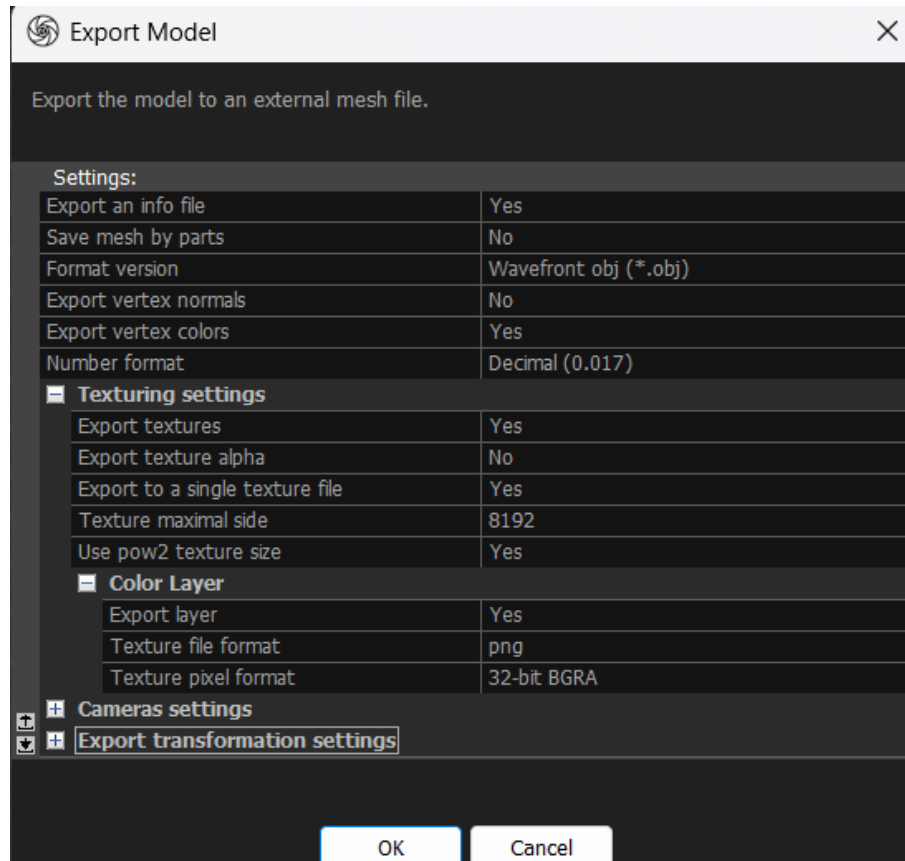 Export Model
Export the model to an external mesh file.
Settings:
Export an info file Yes
Save mesh by parts No
Format version Wavefront obj (*.obj)
Export vertex normals No
Export vertex colors Yes
Number format Decimal (0.017)
Texturing settings
Export textures Yes
Export texture alpha No
Export to a single texture file Yes
Texture maximal side 8192
Use pow2 texture size Yes
Color Layer
Export layer Yes
Texture file format png
Texture pixel format 32-bit BGRA
Cameras settings
Export transformation settings
OK Cancel